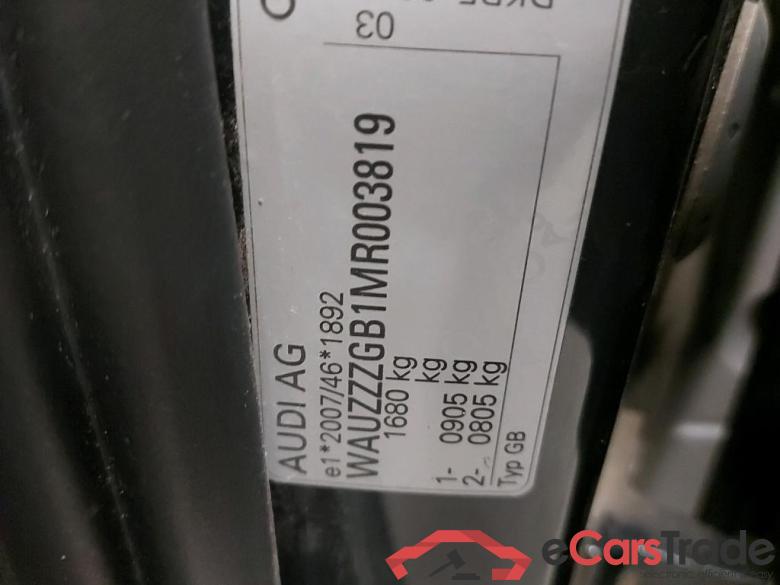 AUDI AG
e1*2007/46*1892
WAUZZZGB1MR003819
1680 kg
kg
1- 0905 kg
2- 0805 kg
Typ GB
03
eCarsTrade